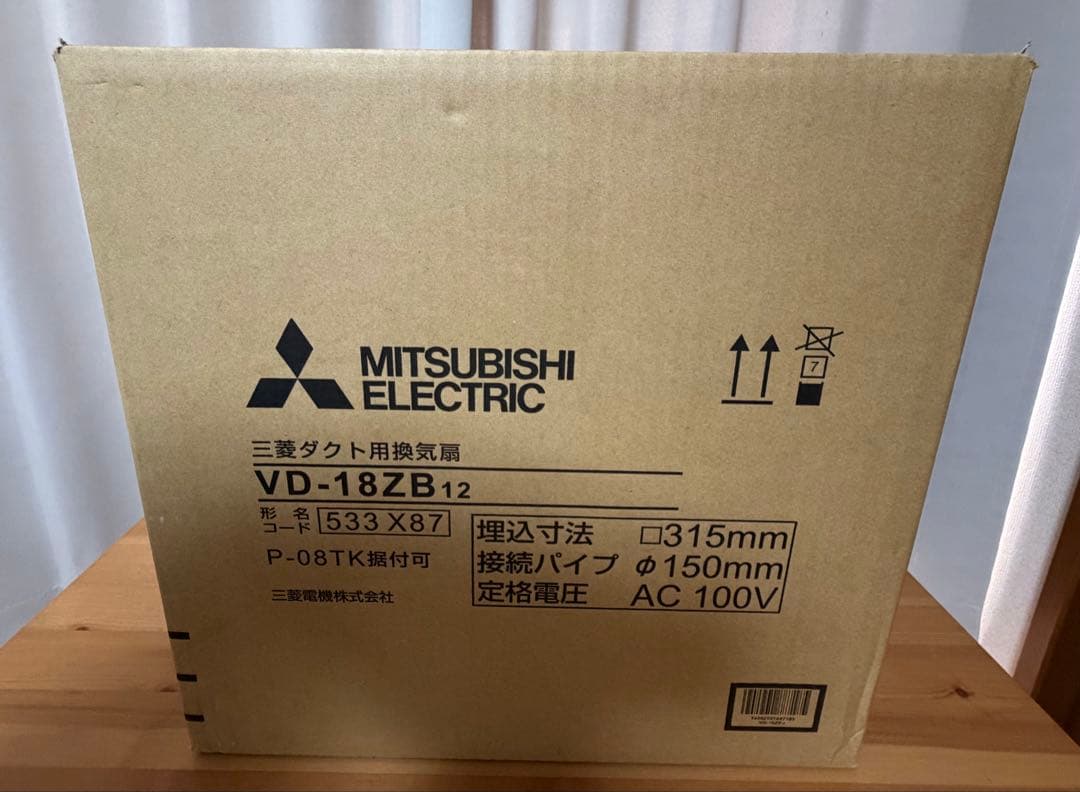 MITSUBISHI
ELECTRIC
7
三菱ダクト用換気扇
VD-18ZB12
形名
コード 533X87
P-08TK据付可
三菱電機株式会社
埋込寸法 □315mm
接続パイプ φ150mm
定格電圧 AC 100V